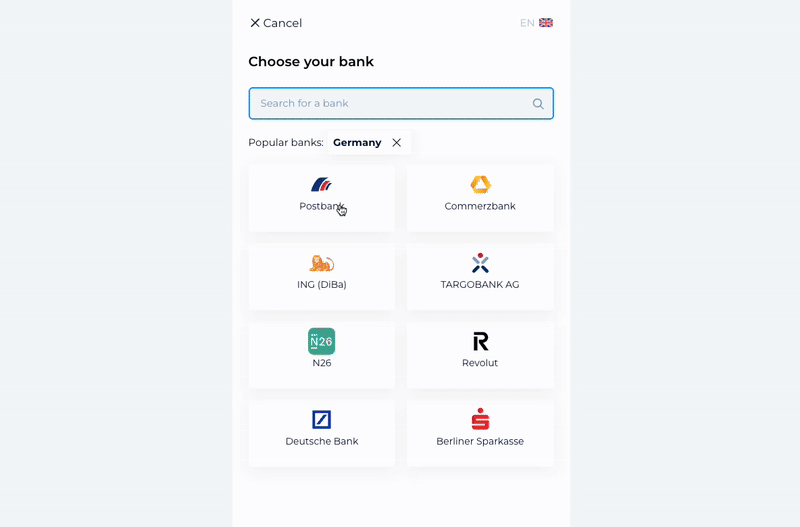 Cancel
EN
Choose your bank
Search for a bank
Popular banks: Germany
Postbank
Commerzbank
ING (DiBa)
TARGOBANK AG
N26
N26
Revolut
Deutsche Bank
Berliner Sparkasse